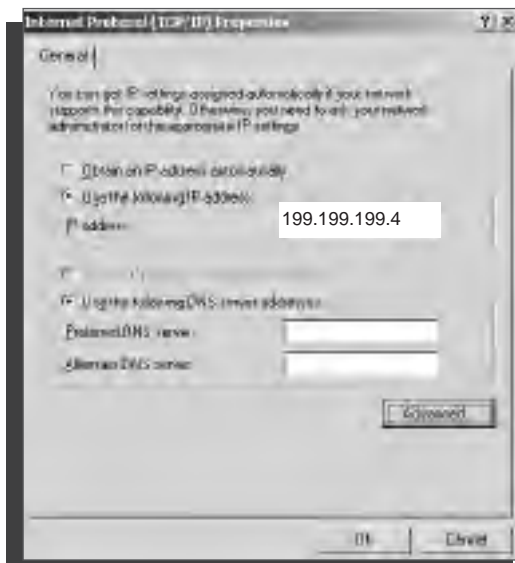 Internet Protocol (TCP/IP) Properties
General
You can get IP settings assigned automatically if your network
supports this capability. Otherwise, you need to ask your network
administrator for the appropriate IP settings.
Obtain an IP address automatically
Use the following IP address:
IP address:
199.199.199.4
Use the following DNS server addresses:
Preferred DNS server:
Alternate DNS server:
Advanced...
OK
Cancel